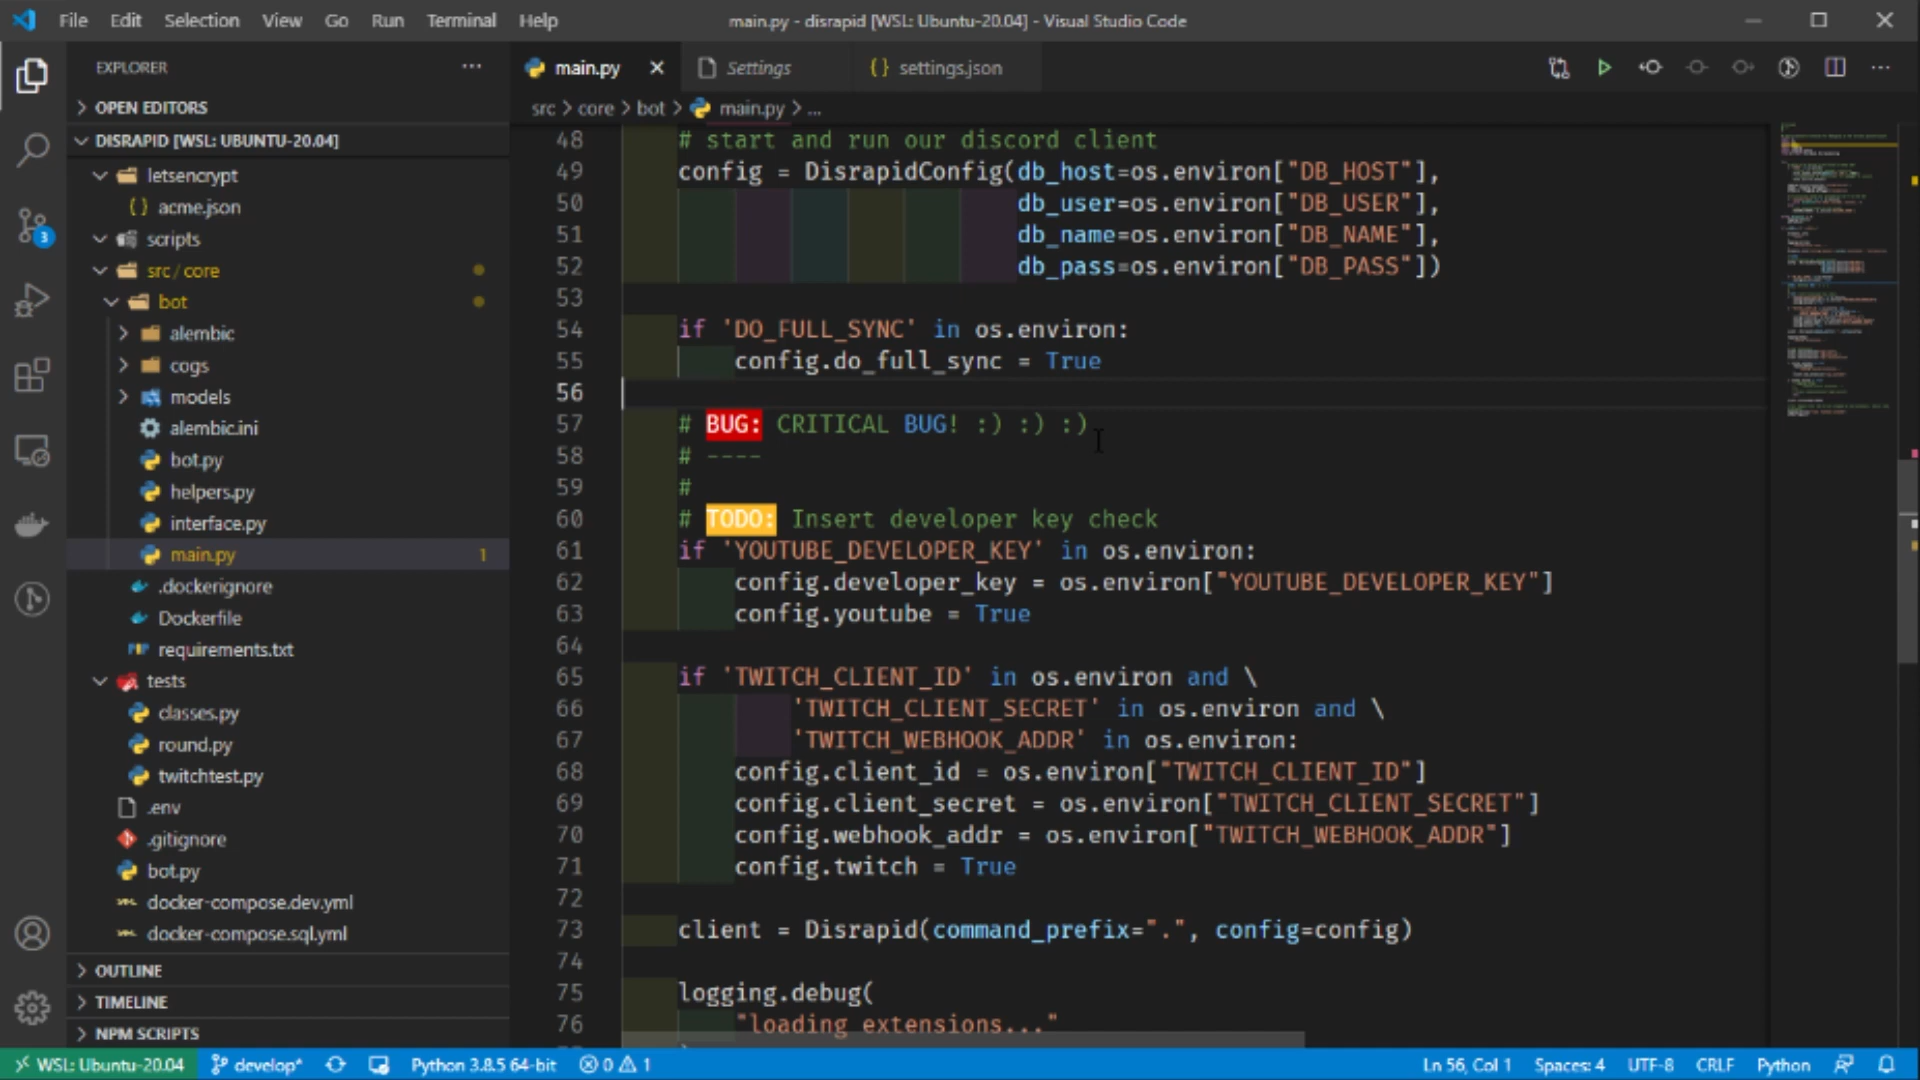 File Edit Selection View Go Run Terminal Help
main.py - disrapid [WSL: Ubuntu-20.04] - Visual Studio Code
EXPLORER
OPEN EDITORS
DISRAPID [WSL: UBUNTU-20.04]
letsencrypt
{} acme.json
scripts
src / core
bot
alembic
cogs
models
alembic.ini
bot.py
helpers.py
interface.py
main.py 1
.dockerignore
Dockerfile
requirements.txt
tests
classes.py
round.py
twitchtest.py
.env
.gitignore
bot.py
docker-compose.dev.yml
docker-compose.sql.yml
OUTLINE
TIMELINE
NPM SCRIPTS
3
main.py
Settings
{} settings.json
src > core > bot > main.py > ...
48 # start and run our discord client
49 config = DisrapidConfig(db_host=os.environ["DB_HOST"],
50 db_user=os.environ["DB_USER"],
51 db_name=os.environ["DB_NAME"],
52 db_pass=os.environ["DB_PASS"])
53
54 if 'DO_FULL_SYNC' in os.environ:
55 config.do_full_sync = True
56
57 # BUG: CRITICAL BUG! :) :) :)
58 # ----
59 #
60 # TODO: Insert developer key check
61 if 'YOUTUBE_DEVELOPER_KEY' in os.environ:
62 config.developer_key = os.environ["YOUTUBE_DEVELOPER_KEY"]
63 config.youtube = True
64
65 if 'TWITCH_CLIENT_ID' in os.environ and \
66 'TWITCH_CLIENT_SECRET' in os.environ and \
67 'TWITCH_WEBHOOK_ADDR' in os.environ:
68 config.client_id = os.environ["TWITCH_CLIENT_ID"]
69 config.client_secret = os.environ["TWITCH_CLIENT_SECRET"]
70 config.webhook_addr = os.environ["TWITCH_WEBHOOK_ADDR"]
71 config.twitch = True
72
73 client = Disrapid(command_prefix=".", config=config)
74
75 logging.debug(
76 "loading extensions..."
WSL: Ubuntu-20.04 develop* Python 3.8.5 64-bit 0 1 Ln 56, Col 1 Spaces: 4 UTF-8 CRLF Python